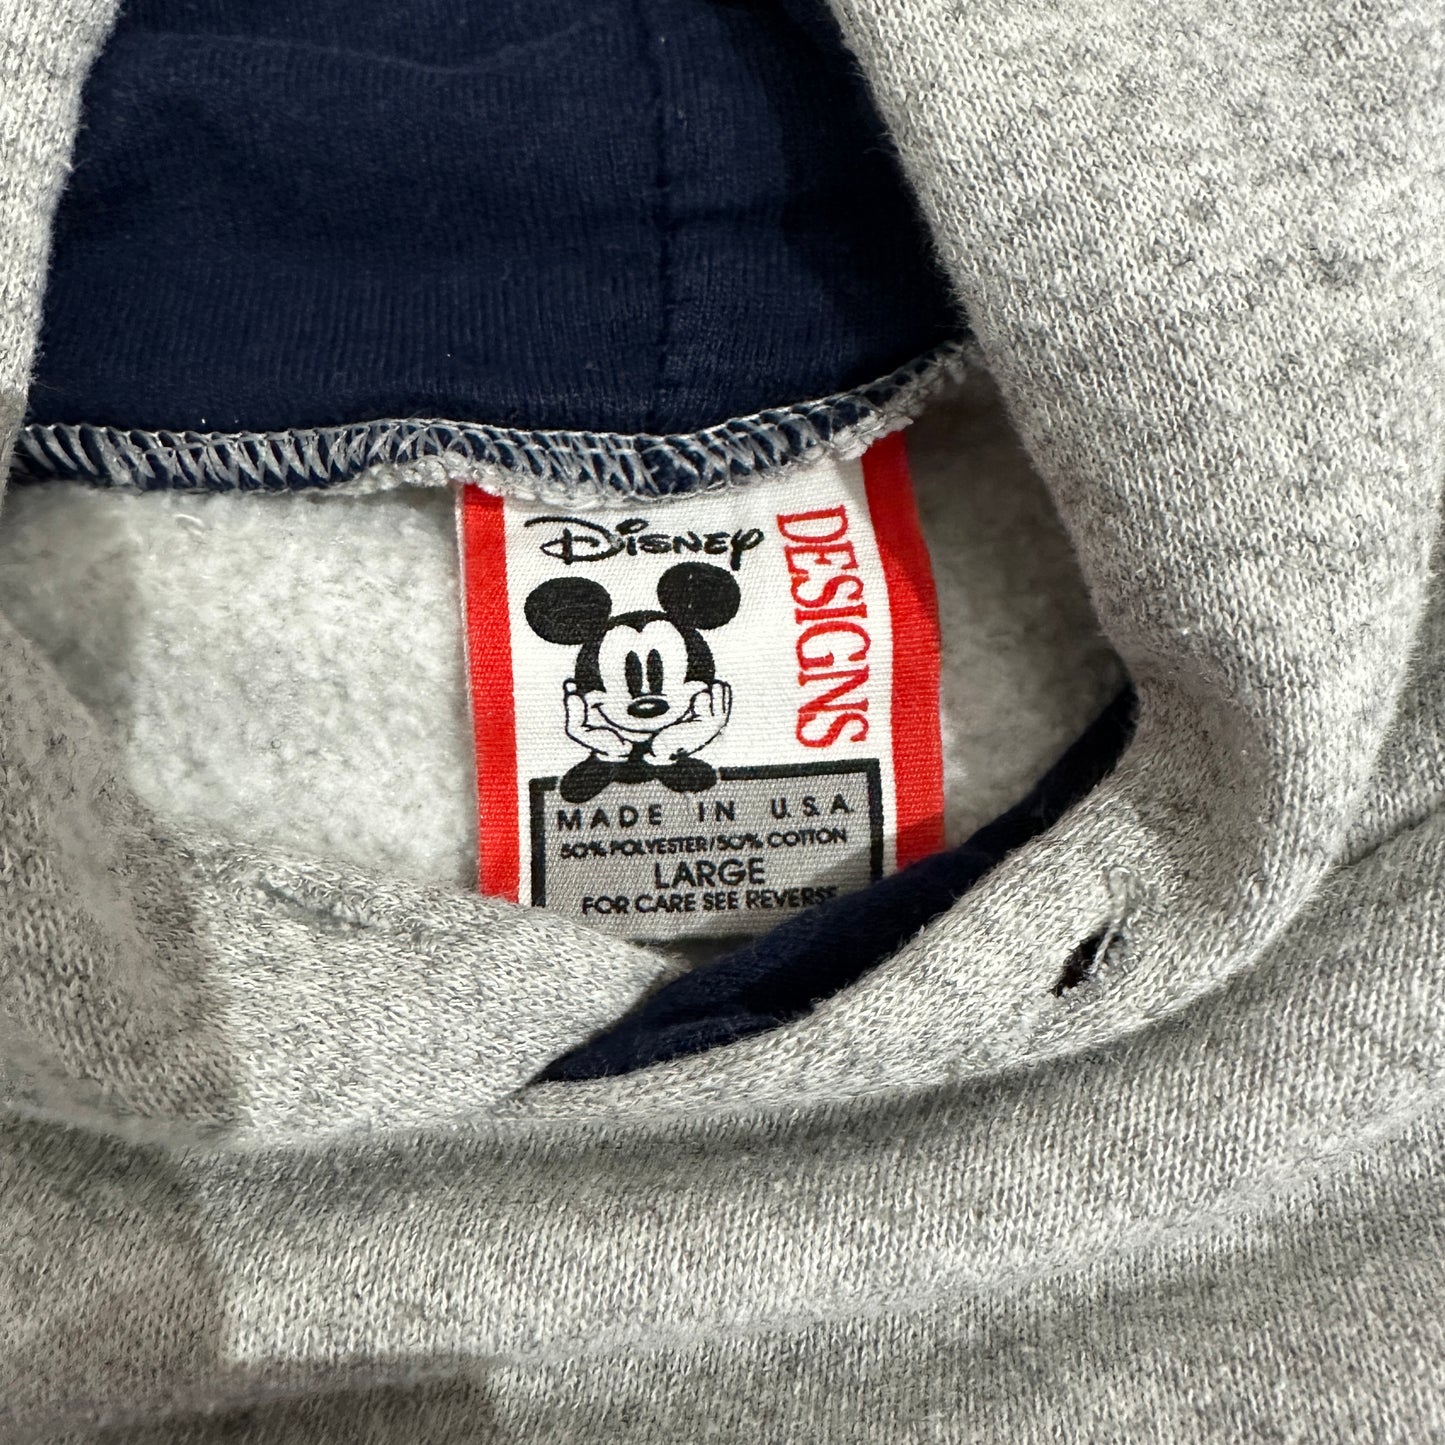 Disney
DESIGNS
MADE IN U.S.A.
50% POLYESTER/50% COTTON
LARGE
FOR CARE SEE REVERSE